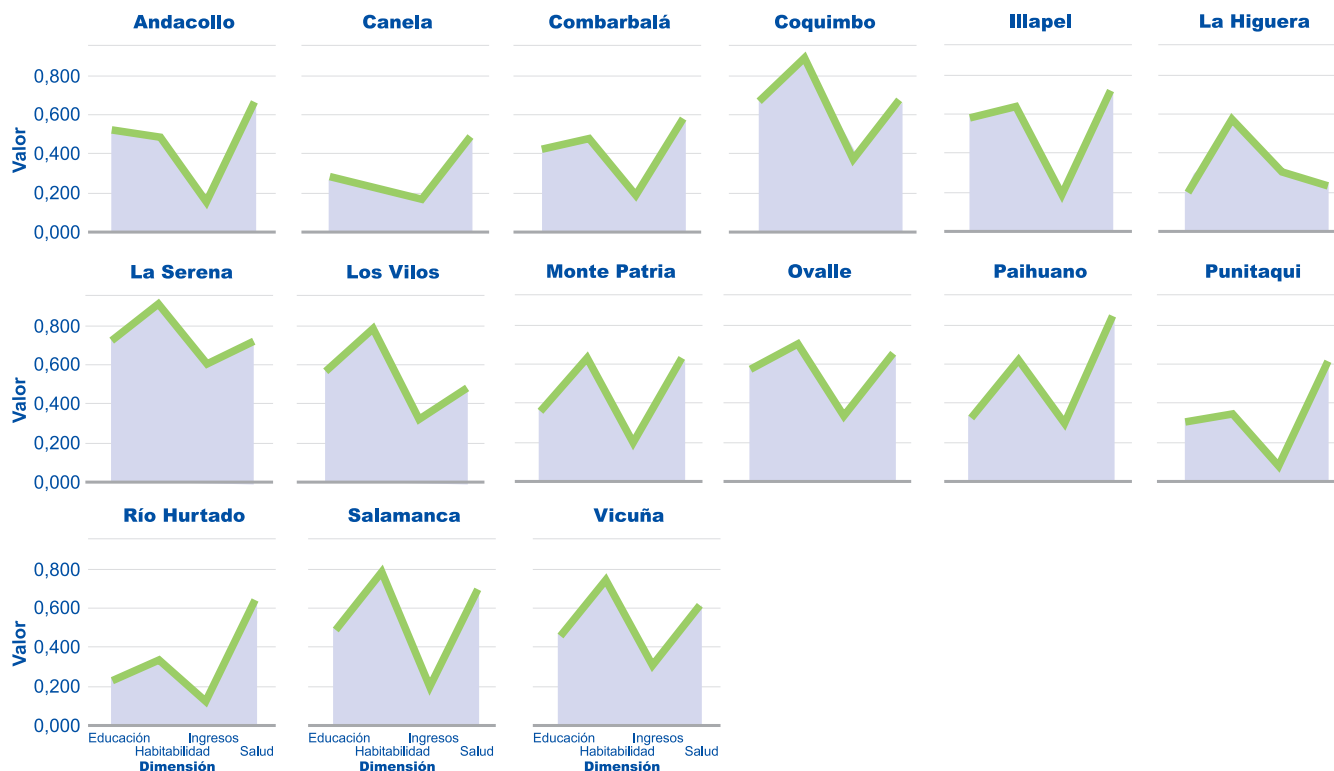 Andacollo Canela Combarbalá Coquimbo Illapel La Higuera
0,800
0,600
0,400
0,200
0,000
Valor
La Serena Los Vilos Monte Patria Ovalle Paihuano Punitaqui
0,800
0,600
0,400
0,200
0,000
Valor
Río Hurtado Salamanca Vicuña
0,800
0,600
0,400
0,200
0,000
Valor
Educación Ingresos Educación Ingresos Educación Ingresos
Habitabilidad Salud Habitabilidad Salud Habitabilidad Salud
Dimensión Dimensión Dimensión